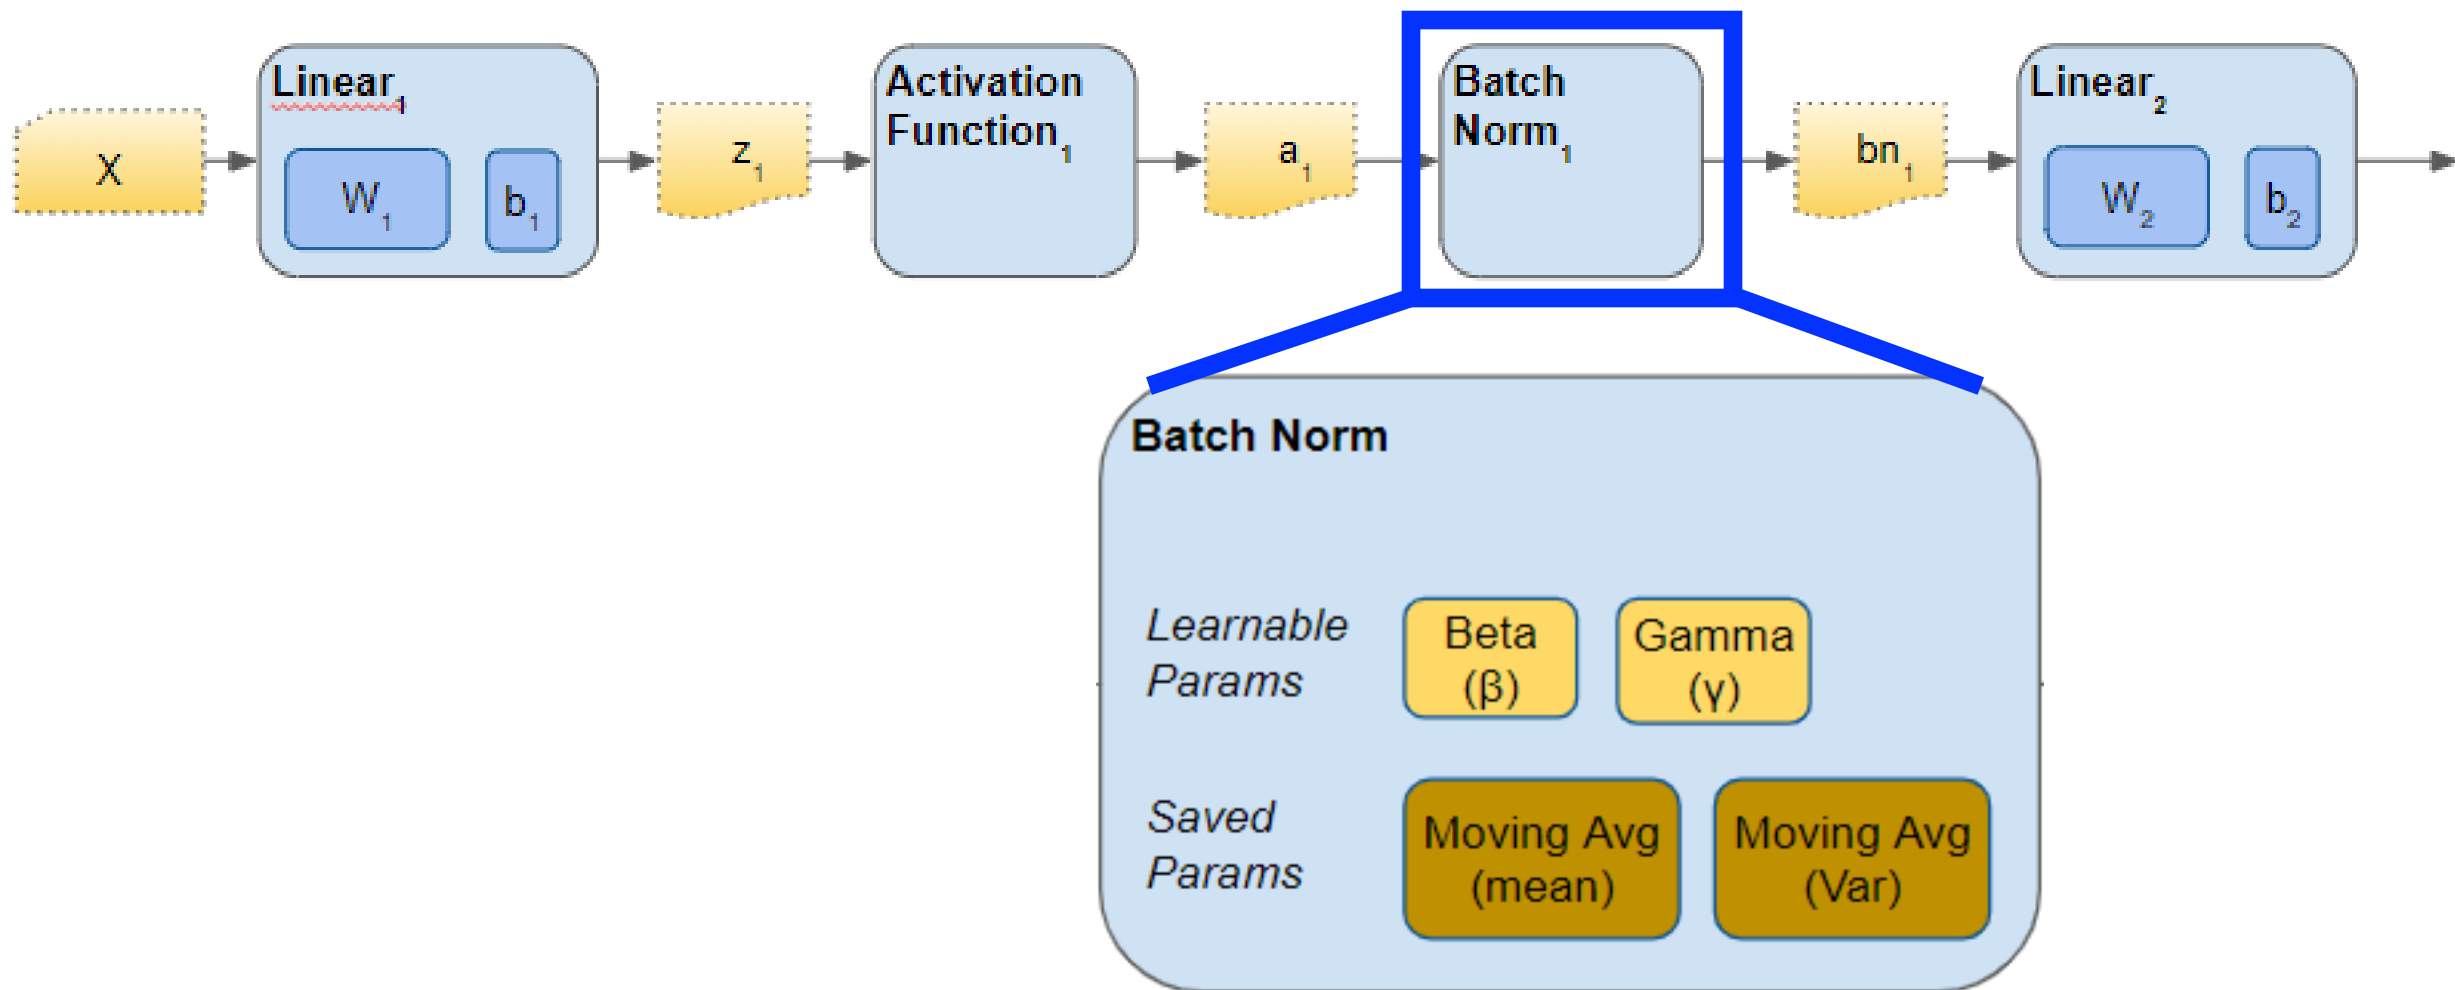 X
Linear1
W1
b1
z1
Activation
Function1
a1
Batch
Norm1
bn1
Linear2
W2
b2
Batch Norm
Learnable
Params
Beta
(β)
Gamma
(γ)
Saved
Params
Moving Avg
(mean)
Moving Avg
(Var)